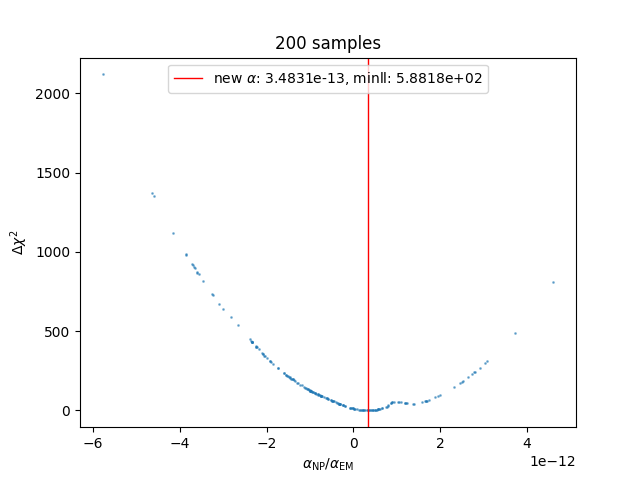 200 samples
new α: 3.4831e-13, minll: 5.8818e+02
2000
1500
1000
500
0
Δχ²
−6
−4
−2
0
2
4
1e−12
α_NP/α_EM